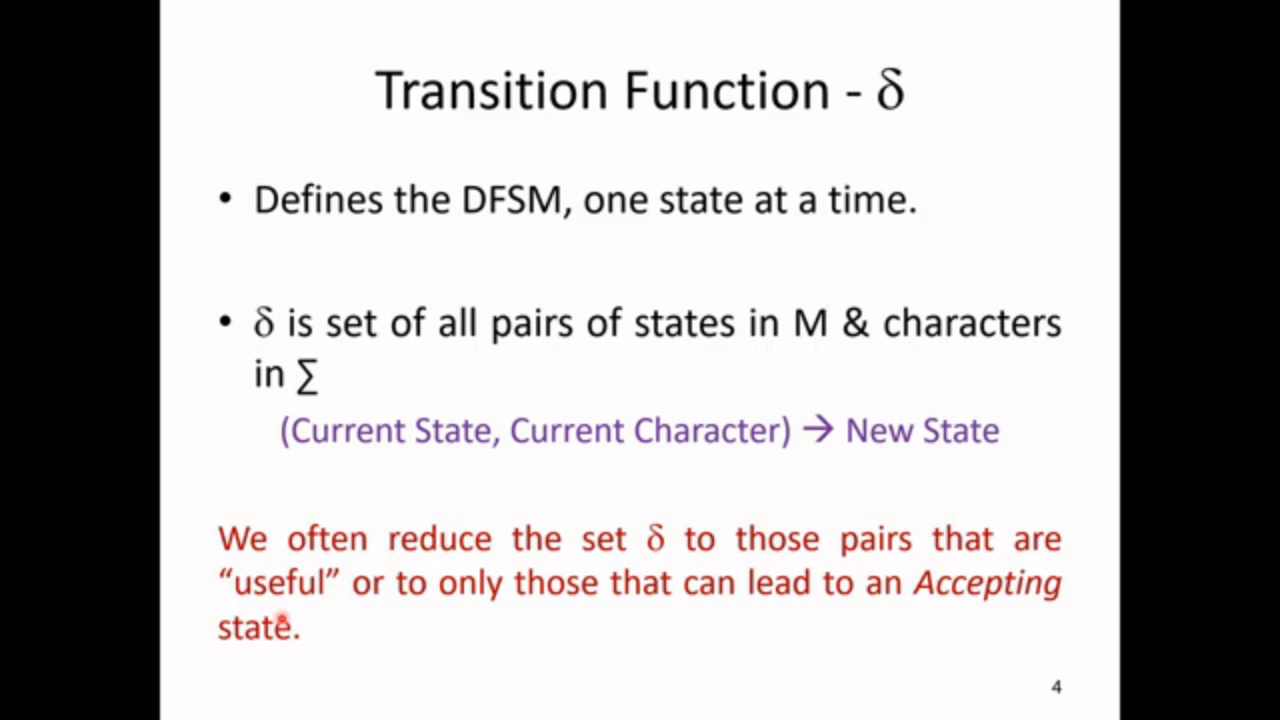 Transition Function - δ
• Defines the DFSM, one state at a time.
• δ is set of all pairs of states in M & characters
in ∑
(Current State, Current Character) → New State
We often reduce the set δ to those pairs that are
“useful” or to only those that can lead to an Accepting
state.
4